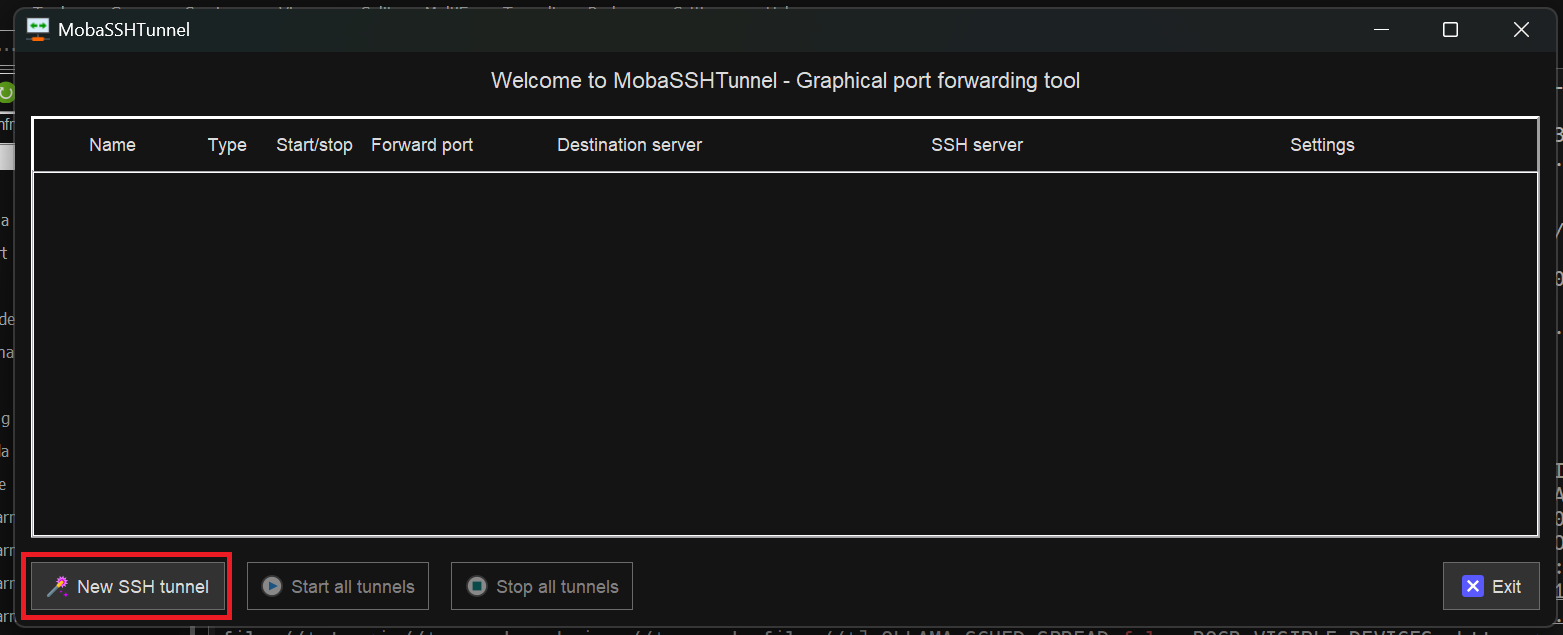 MobaSSHTunnel
Welcome to MobaSSHTunnel - Graphical port forwarding tool
Name Type Start/stop Forward port Destination server SSH server Settings
New SSH tunnel Start all tunnels Stop all tunnels Exit